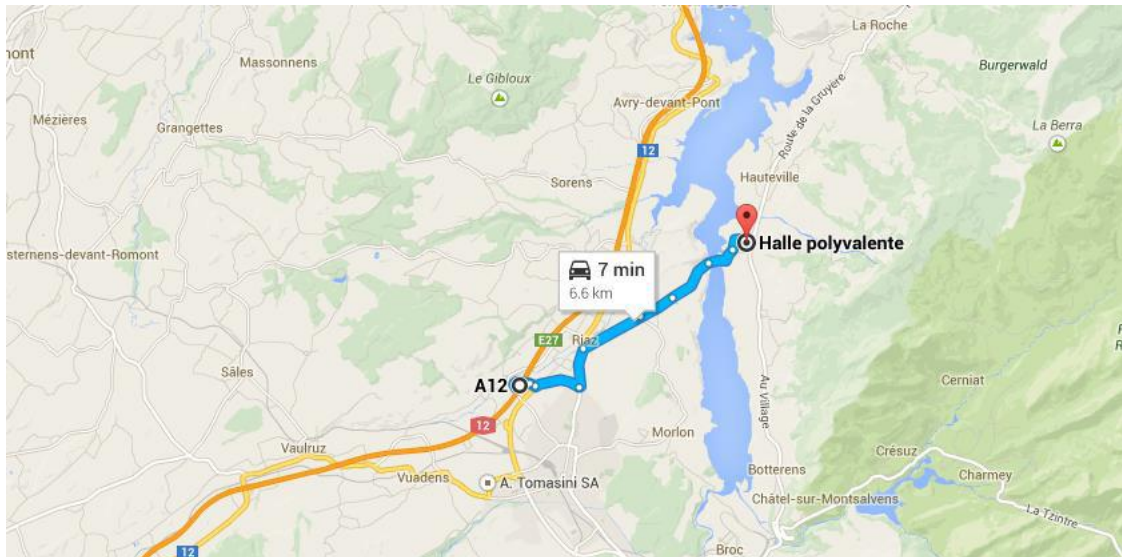 La Roche
Massonnens
Le Gibloux
Burgerwald
Avry-devant-Pont
Mézières
Grangettes
La Berra
12
Route de la Gruyère
Sorens
Hauteville
Halle polyvalente
sternens-devant-Romont
7 min
6.6 km
E27
Riaz
Sâles
A12
Cerniat
12
Au Village
Morlon
Vaulruz
Crésuz
Vuadens
A. Tomasini SA
Botterens
Charmey
Châtel-sur-Montsalvens
La Tzintre
12
Broc